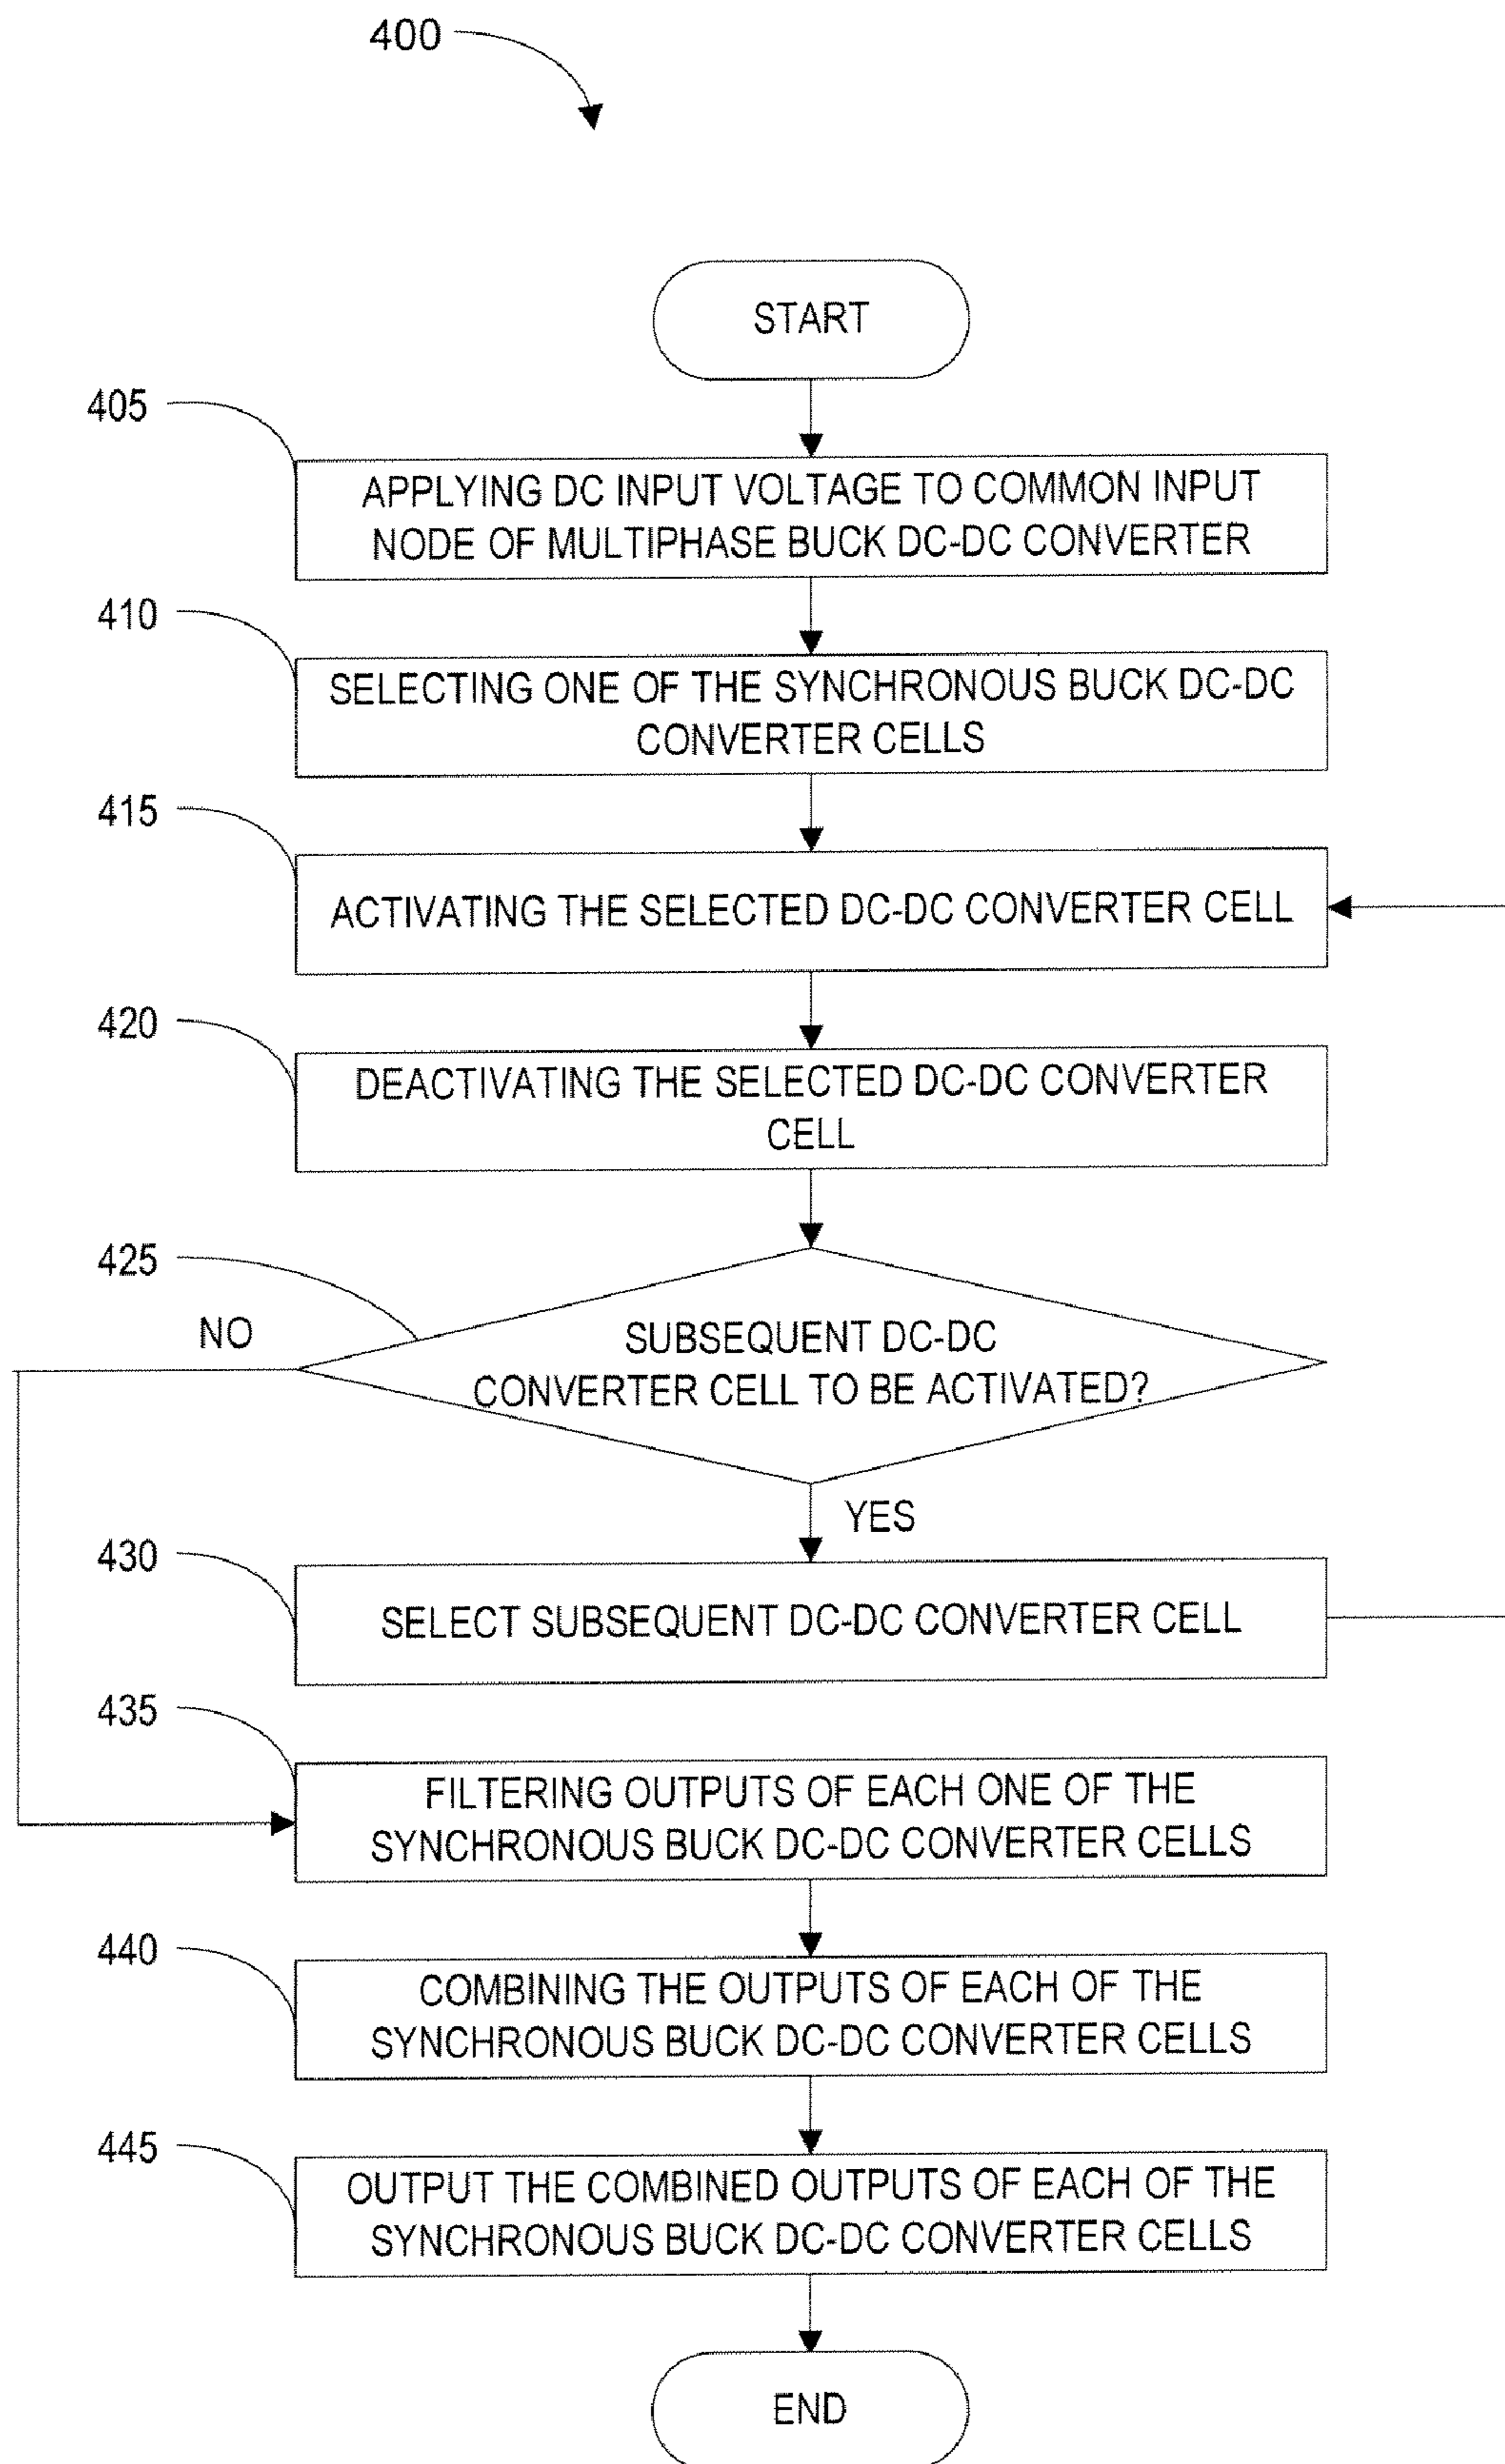 400
START
405
APPLYING DC INPUT VOLTAGE TO COMMON INPUT
NODE OF MULTIPHASE BUCK DC-DC CONVERTER
410
SELECTING ONE OF THE SYNCHRONOUS BUCK DC-DC
CONVERTER CELLS
415
ACTIVATING THE SELECTED DC-DC CONVERTER CELL
420
DEACTIVATING THE SELECTED DC-DC CONVERTER
CELL
425
NO
SUBSEQUENT DC-DC
CONVERTER CELL TO BE ACTIVATED?
YES
430
SELECT SUBSEQUENT DC-DC CONVERTER CELL
435
FILTERING OUTPUTS OF EACH ONE OF THE
SYNCHRONOUS BUCK DC-DC CONVERTER CELLS
440
COMBINING THE OUTPUTS OF EACH OF THE
SYNCHRONOUS BUCK DC-DC CONVERTER CELLS
445
OUTPUT THE COMBINED OUTPUTS OF EACH OF THE
SYNCHRONOUS BUCK DC-DC CONVERTER CELLS
END